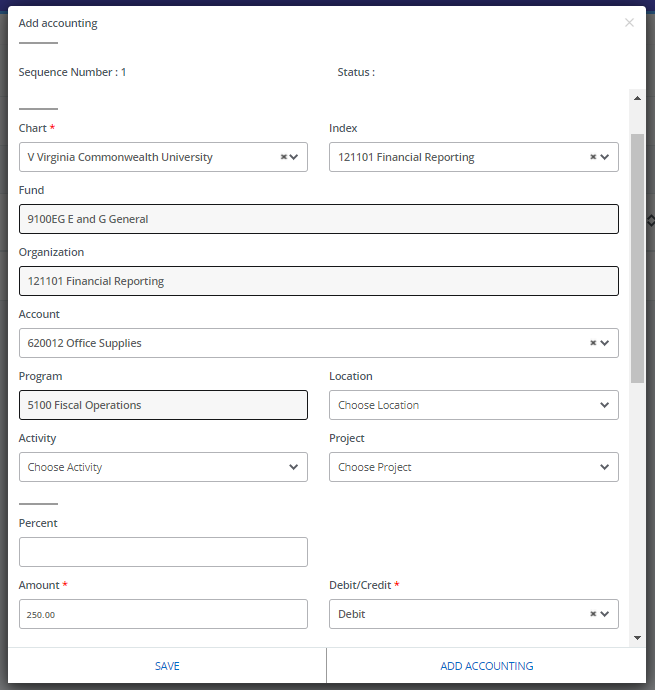 Add accounting
Sequence Number : 1 Status :
Chart * Index
V Virginia Commonwealth University 121101 Financial Reporting
Fund
9100EG E and G General
Organization
121101 Financial Reporting
Account
620012 Office Supplies
Program Location
5100 Fiscal Operations Choose Location
Activity Project
Choose Activity Choose Project
Percent
Amount * Debit/Credit *
250.00 Debit
SAVE ADD ACCOUNTING